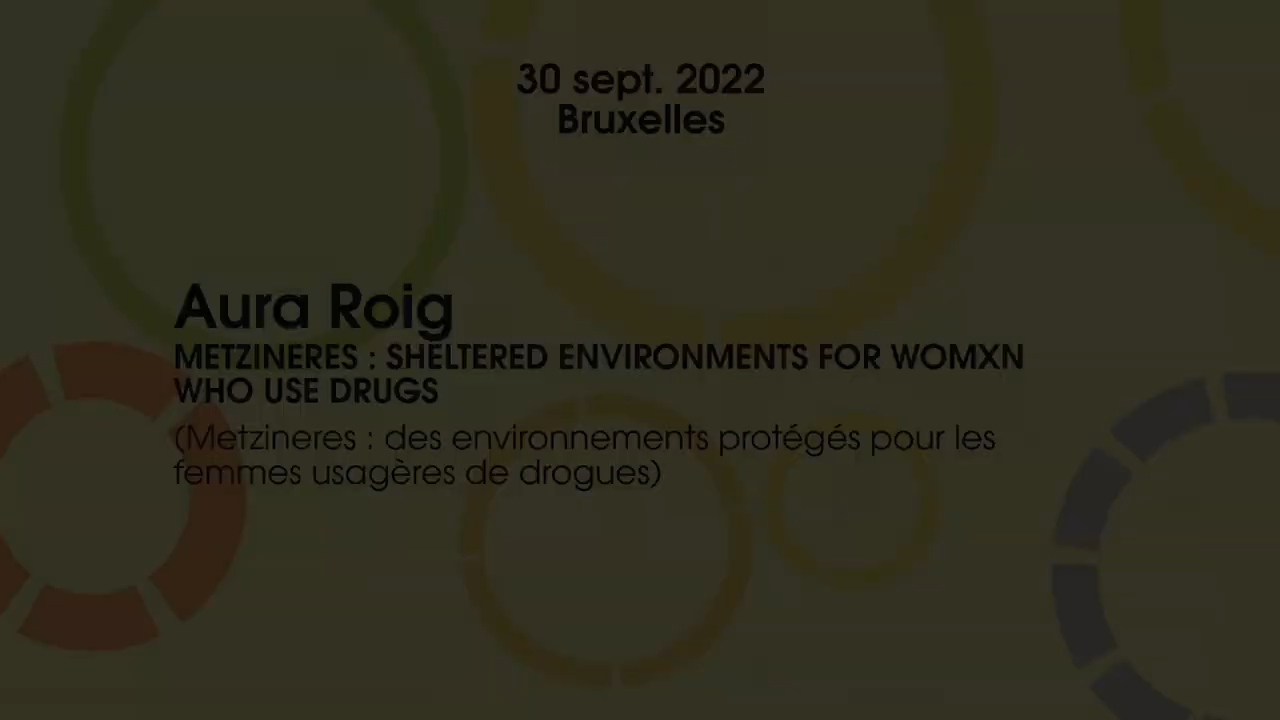 30 sept. 2022
Bruxelles
Aura Roig
METZINERES : SHELTERED ENVIRONMENTS FOR WOMXN
WHO USE DRUGS
(Metzineres : des environnements protégés pour les
femmes usagères de drogues)